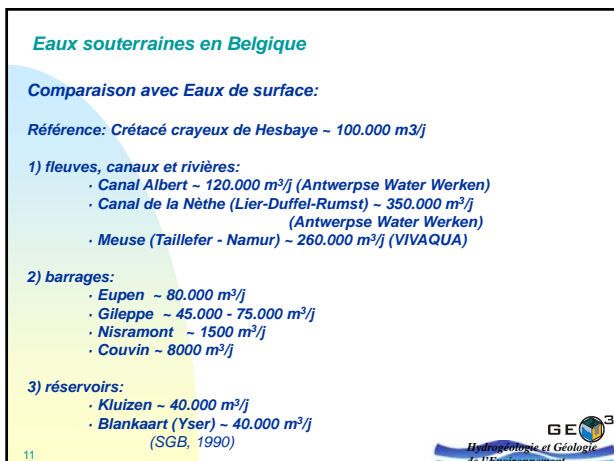 Eaux souterraines en Belgique
Comparaison avec Eaux de surface:
Référence: Crétacé crayeux de Hesbaye ~ 100.000 m3/j
1) fleuves, canaux et rivières:
· Canal Albert ~ 120.000 m³/j (Antwerpse Water Werken)
· Canal de la Nèthe (Lier-Duffel-Rumst) ~ 350.000 m³/j
(Antwerpse Water Werken)
· Meuse (Taillefer - Namur) ~ 260.000 m³/j (VIVAQUA)
2) barrages:
· Eupen ~ 80.000 m³/j
· Gileppe ~ 45.000 - 75.000 m³/j
· Nisramont ~ 1500 m³/j
· Couvin ~ 8000 m³/j
3) réservoirs:
· Kluizen ~ 40.000 m³/j
· Blankaart (Yser) ~ 40.000 m³/j
(SGB, 1990)
GEO³
Hydrogéologie et Géologie
de l'Environnement
11